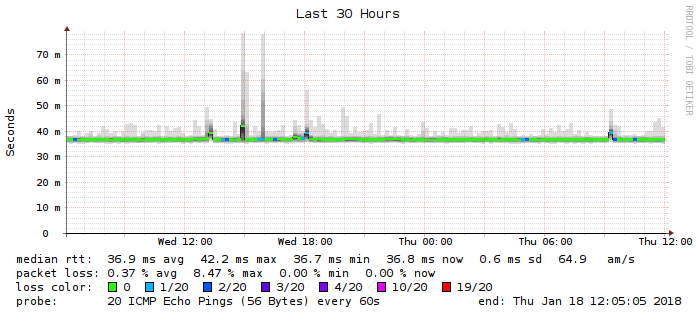 Last 30 Hours
RRDTOOL / TOBI OETIKER
Seconds
70 m
60 m
50 m
40 m
30 m
20 m
10 m
0
Wed 12:00 Wed 18:00 Thu 00:00 Thu 06:00 Thu 12:00
median rtt: 36.9 ms avg 42.2 ms max 36.7 ms min 36.8 ms now 0.6 ms sd 64.9 am/s
packet loss: 0.37 % avg 8.47 % max 0.00 % min 0.00 % now
loss color: 0 1/20 2/20 3/20 4/20 10/20 19/20
probe: 20 ICMP Echo Pings (56 Bytes) every 60s end: Thu Jan 18 12:05:05 2018